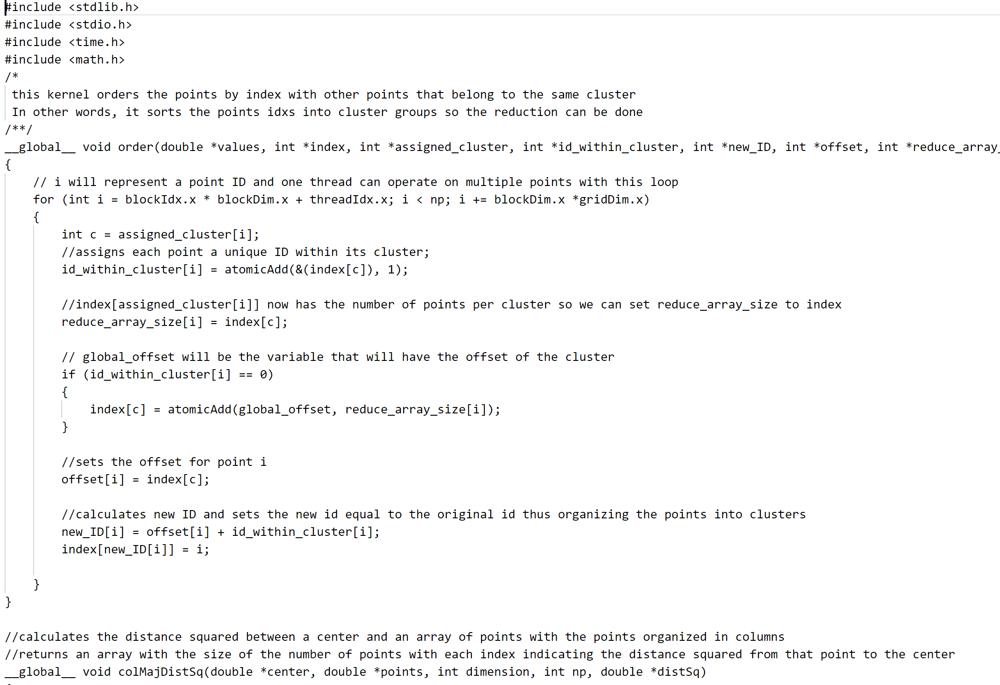 #include <stdlib.h>
#include <stdio.h>
#include <time.h>
#include <math.h>
/*
 this kernel orders the points by index with other points that belong to the same cluster
 In other words, it sorts the points idxs into cluster groups so the reduction can be done
/**/
__global__ void order(double *values, int *index, int *assigned_cluster, int *id_within_cluster, int *new_ID, int *offset, int *reduce_array_
{
    // i will represent a point ID and one thread can operate on multiple points with this loop
    for (int i = blockIdx.x * blockDim.x + threadIdx.x; i < np; i += blockDim.x *gridDim.x)
    {
        int c = assigned_cluster[i];
        //assigns each point a unique ID within its cluster;
        id_within_cluster[i] = atomicAdd(&(index[c]), 1);

        //index[assigned_cluster[i]] now has the number of points per cluster so we can set reduce_array_size to index
        reduce_array_size[i] = index[c];

        // global_offset will be the variable that will have the offset of the cluster
        if (id_within_cluster[i] == 0)
        {
            index[c] = atomicAdd(global_offset, reduce_array_size[i]);
        }

        //sets the offset for point i
        offset[i] = index[c];

        //calculates new ID and sets the new id equal to the original id thus organizing the points into clusters
        new_ID[i] = offset[i] + id_within_cluster[i];
        index[new_ID[i]] = i;

    }
}

//calculates the distance squared between a center and an array of points with the points organized in columns
//returns an array with the size of the number of points with each index indicating the distance squared from that point to the center
__global__ void colMajDistSq(double *center, double *points, int dimension, int np, double *distSq)